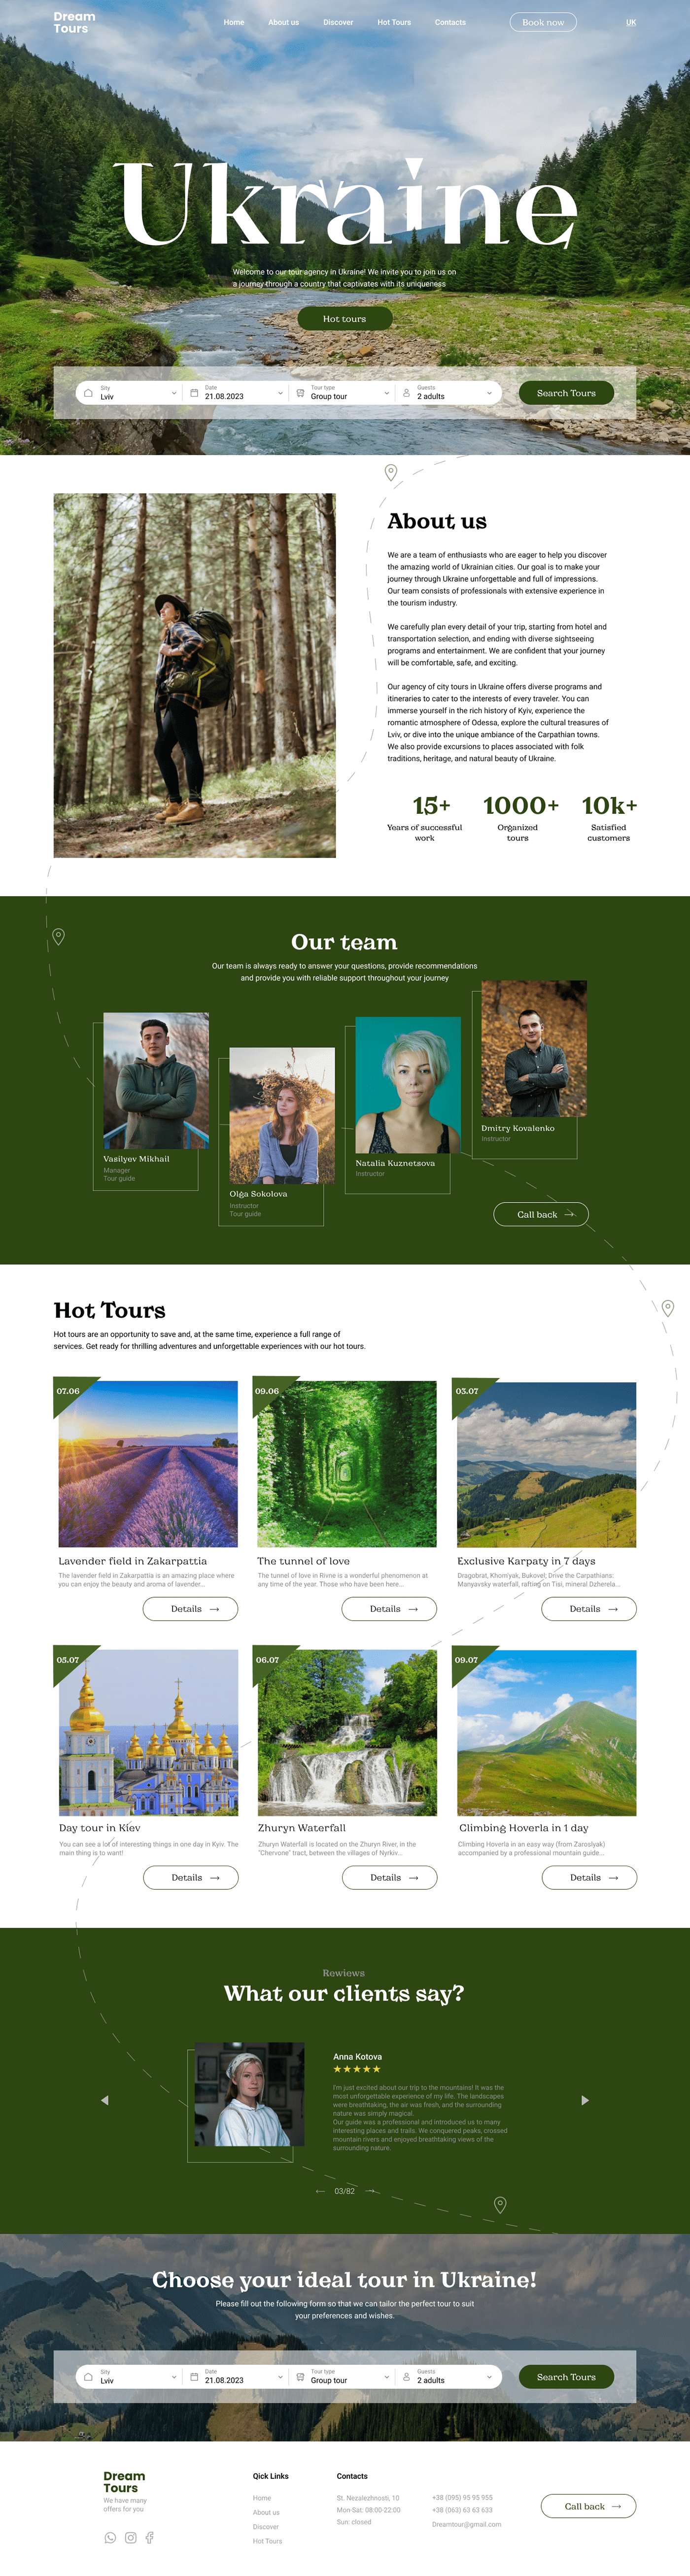 Dream
Tours
Home About us Discover Hot Tours Contacts Book now UK
Ukraine
Welcome to our tour agency in Ukraine! We invite you to join us on
a journey through a country that captivates with its uniqueness
Hot tours
Sity Date Tour type Guests
Lviv 21.08.2023 Group tour 2 adults
Search Tours
About us
We are a team of enthusiasts who are eager to help you discover
the amazing world of Ukrainian cities. Our goal is to make your
journey through Ukraine unforgettable and full of impressions.
Our team consists of professionals with extensive experience in
the tourism industry.
We carefully plan every detail of your trip, starting from hotel and
transportation selection, and ending with diverse sightseeing
programs and entertainment. We are confident that your journey
will be comfortable, safe, and exciting.
Our agency of city tours in Ukraine offers diverse programs and
itineraries to cater to the interests of every traveler. You can
immerse yourself in the rich history of Kyiv, experience the
romantic atmosphere of Odessa, explore the cultural treasures of
Lviv, or dive into the unique ambiance of the Carpathian towns.
We also provide excursions to places associated with folk
traditions, heritage, and natural beauty of Ukraine.
15+ 1000+ 10k+
Years of successful Organized Satisfied
work tours customers
Our team
Our team is always ready to answer your questions, provide recommendations
and provide you with reliable support throughout your journey
Vasilyev Mikhail
Manager
Tour guide
Olga Sokolova
Instructor
Tour guide
Natalia Kuznetsova
Instructor
Dmitry Kovalenko
Instructor
Call back
Hot Tours
Hot tours are an opportunity to save and, at the same time, experience a full range of
services. Get ready for thrilling adventures and unforgettable experiences with our hot tours.
07.06
Lavender field in Zakarpattia
The lavender field in Zakarpattia is an amazing place where
you can enjoy the beauty and aroma of lavender...
Details
09.06
The tunnel of love
The tunnel of love in Rivne is a wonderful phenomenon at
any time of the year. Those who have been here...
Details
03.07
Exclusive Karpaty in 7 days
Dragobrat, Khomiyak, Bukovel; Drive the Carpathians:
Manyavsky waterfall, rafting on Tisi, mineral Dzherela...
Details
05.07
Day tour in Kiev
You can see a lot of interesting things in one day in Kyiv. The
main thing is to want!
Details
06.07
Zhuryn Waterfall
Zhuryn Waterfall is located on the Zhuryn River, in the
"Chervone" tract, between the villages of Nyrkiv...
Details
09.07
Climbing Hoverla in 1 day
Climbing Hoverla in an easy way (from Zaroslyak)
accompanied by a professional mountain guide...
Details
Rewiews
What our clients say?
Anna Kotova
I'm just excited about our trip to the mountains! It was the
most unforgettable experience of my life. The landscapes
were breathtaking, the air was fresh, and the surrounding
nature was simply magical.
Our guide was a professional and introduced us to many
interesting places and trails. We conquered peaks, crossed
mountain rivers and enjoyed breathtaking views of the
surrounding nature.
03/82
Choose your ideal tour in Ukraine!
Please fill out the following form so that we can tailor the perfect tour to suit
your preferences and wishes.
Sity Date Tour type Guests
Lviv 21.08.2023 Group tour 2 adults
Search Tours
Dream
Tours
We have many
offers for you
Qick Links
Home
About us
Discover
Hot Tours
Contacts
St. Nezalezhnosti, 10
Mon-Sat: 08:00-22:00
Sun: closed
+38 (095) 95 95 955
+38 (063) 63 63 633
Dreamtour@gmail.com
Call back